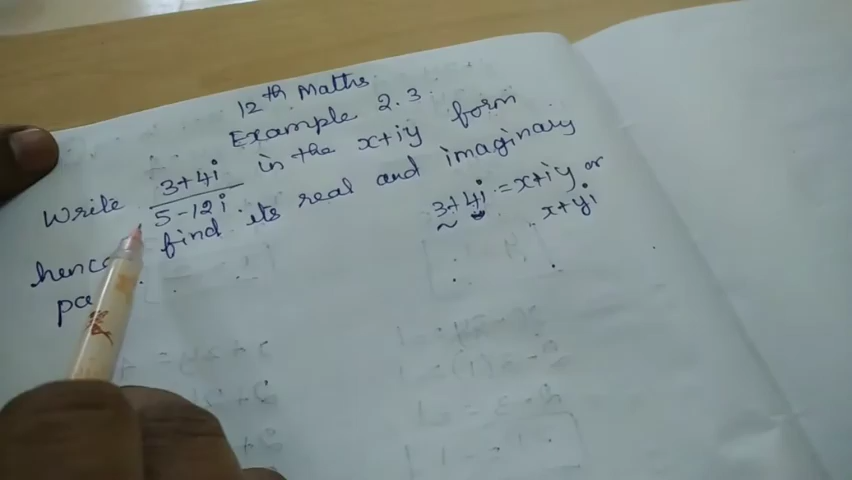 12th Maths
Example 2.3.
Write 3+4i / 5-12i in the x+iy form
hence find its real and imaginary
pa
3+4i = x+iy or
x+yi